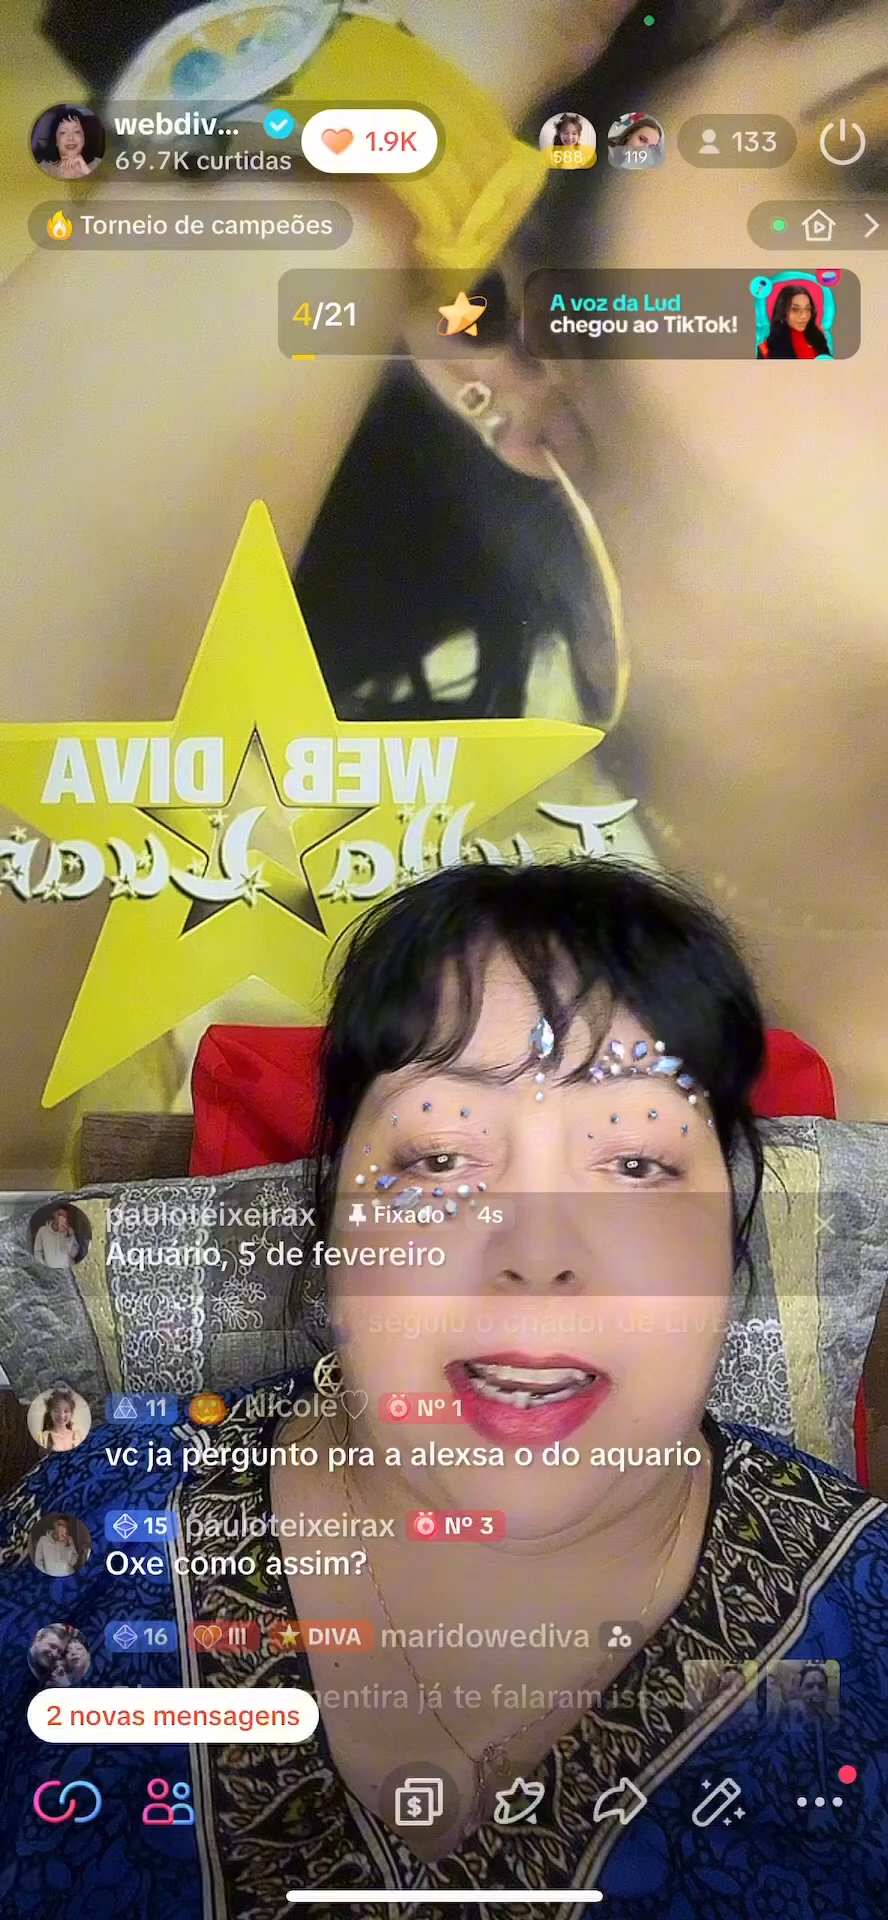 webdiv...
69.7K curtidas
1.9K
588
119
133
Torneio de campeões
4/21
A voz da Lud
chegou ao TikTok!
WEB DIVA
pauloteixeirax Fixado 4s
Aquário, 5 de fevereiro
seguiu o criador de LIVE
11 Nicole♡ Nº 1
vc ja pergunto pra a alexsa o do aquario
15 pauloteixeirax Nº 3
Oxe como assim?
16 III DIVA maridowediva
mentira já te falaram isso
2 novas mensagens